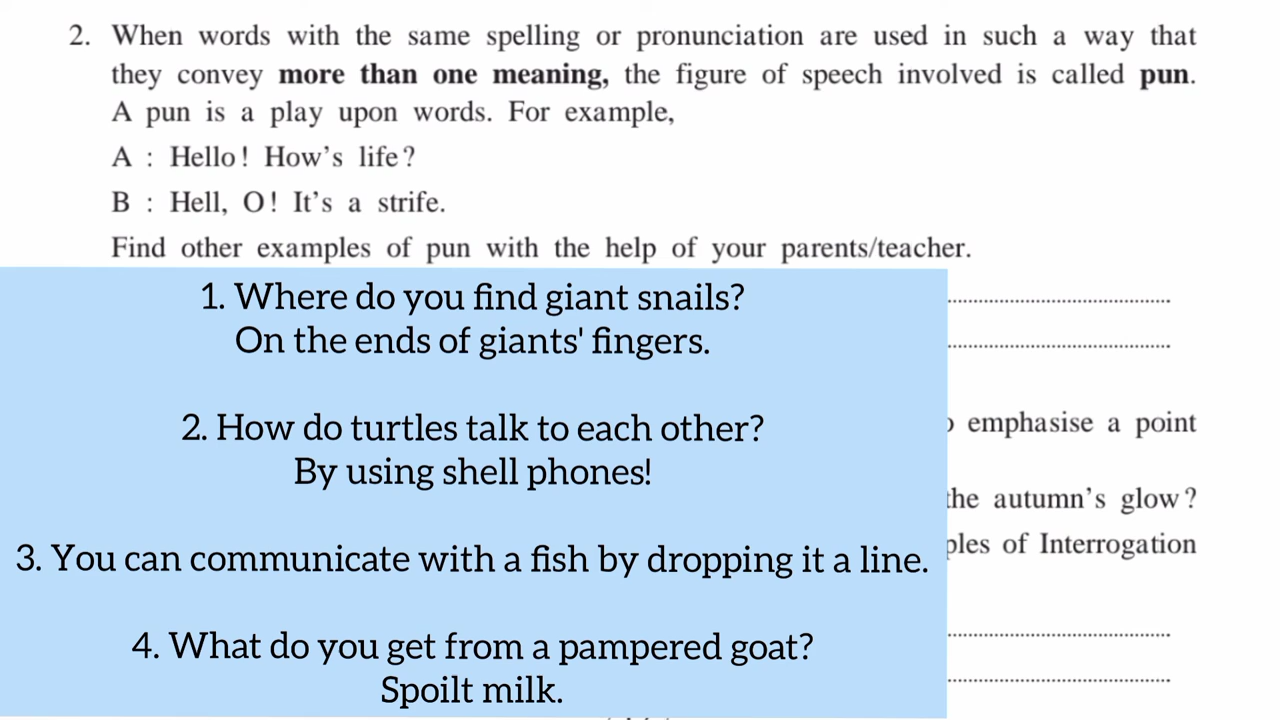 2. When words with the same spelling or pronunciation are used in such a way that
they convey more than one meaning, the figure of speech involved is called pun.
A pun is a play upon words. For example,
A : Hello! How's life?
B : Hell, O! It's a strife.
Find other examples of pun with the help of your parents/teacher.
1. Where do you find giant snails?
On the ends of giants' fingers.
2. How do turtles talk to each other?
By using shell phones!
3. You can communicate with a fish by dropping it a line.
4. What do you get from a pampered goat?
Spoilt milk.
emphasise a point
the autumn's glow?
of Interrogation